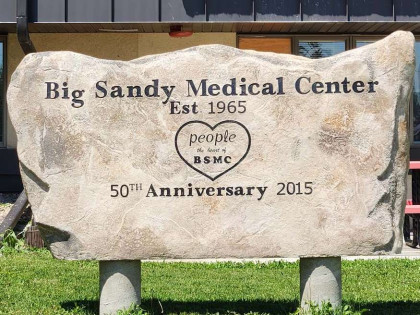 Big Sandy Medical Center
Est 1965
people
the heart of
BSMC
50TH Anniversary 2015